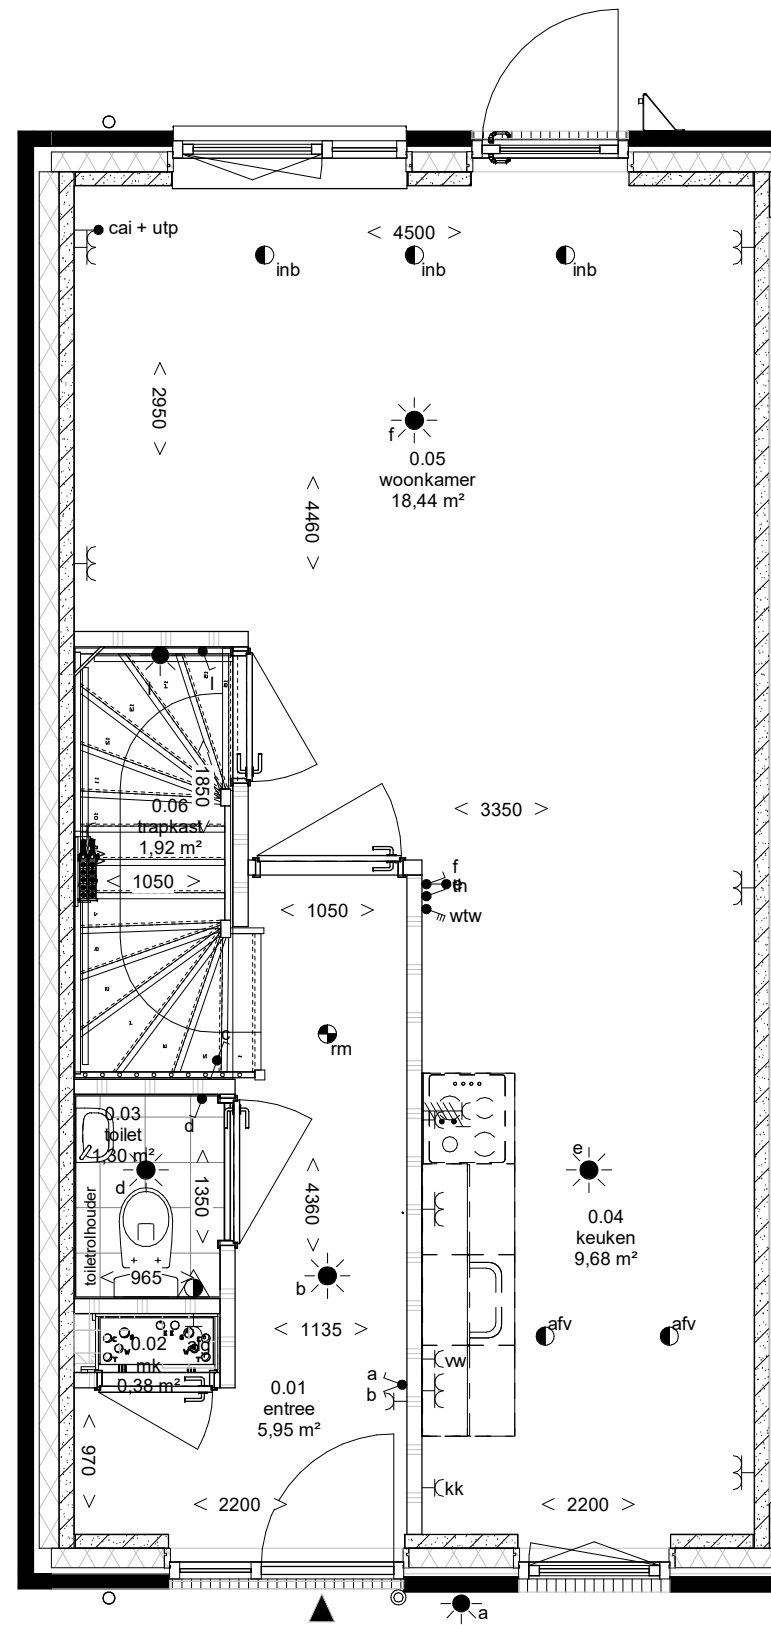 cai + utp
< 4500 >
inb
inb
inb
< 2950 >
f
0.05
woonkamer
18,44 m²
< 4460 >
1850
0.06
trapkast
1,92 m²
< 1050 >
< 3350 >
f
th
wtw
< 1050 >
rm
c
0.03
toilet
1,30 m²
d
d
toiletrolhouder
< 1350 >
< 965 >
< 4360 >
e
0.04
keuken
9,68 m²
b
afv
afv
< 1135 >
0.02
mk
0,38 m²
vw
a
b
0.01
entree
5,95 m²
< 970 >
kk
< 2200 >
< 2200 >
a